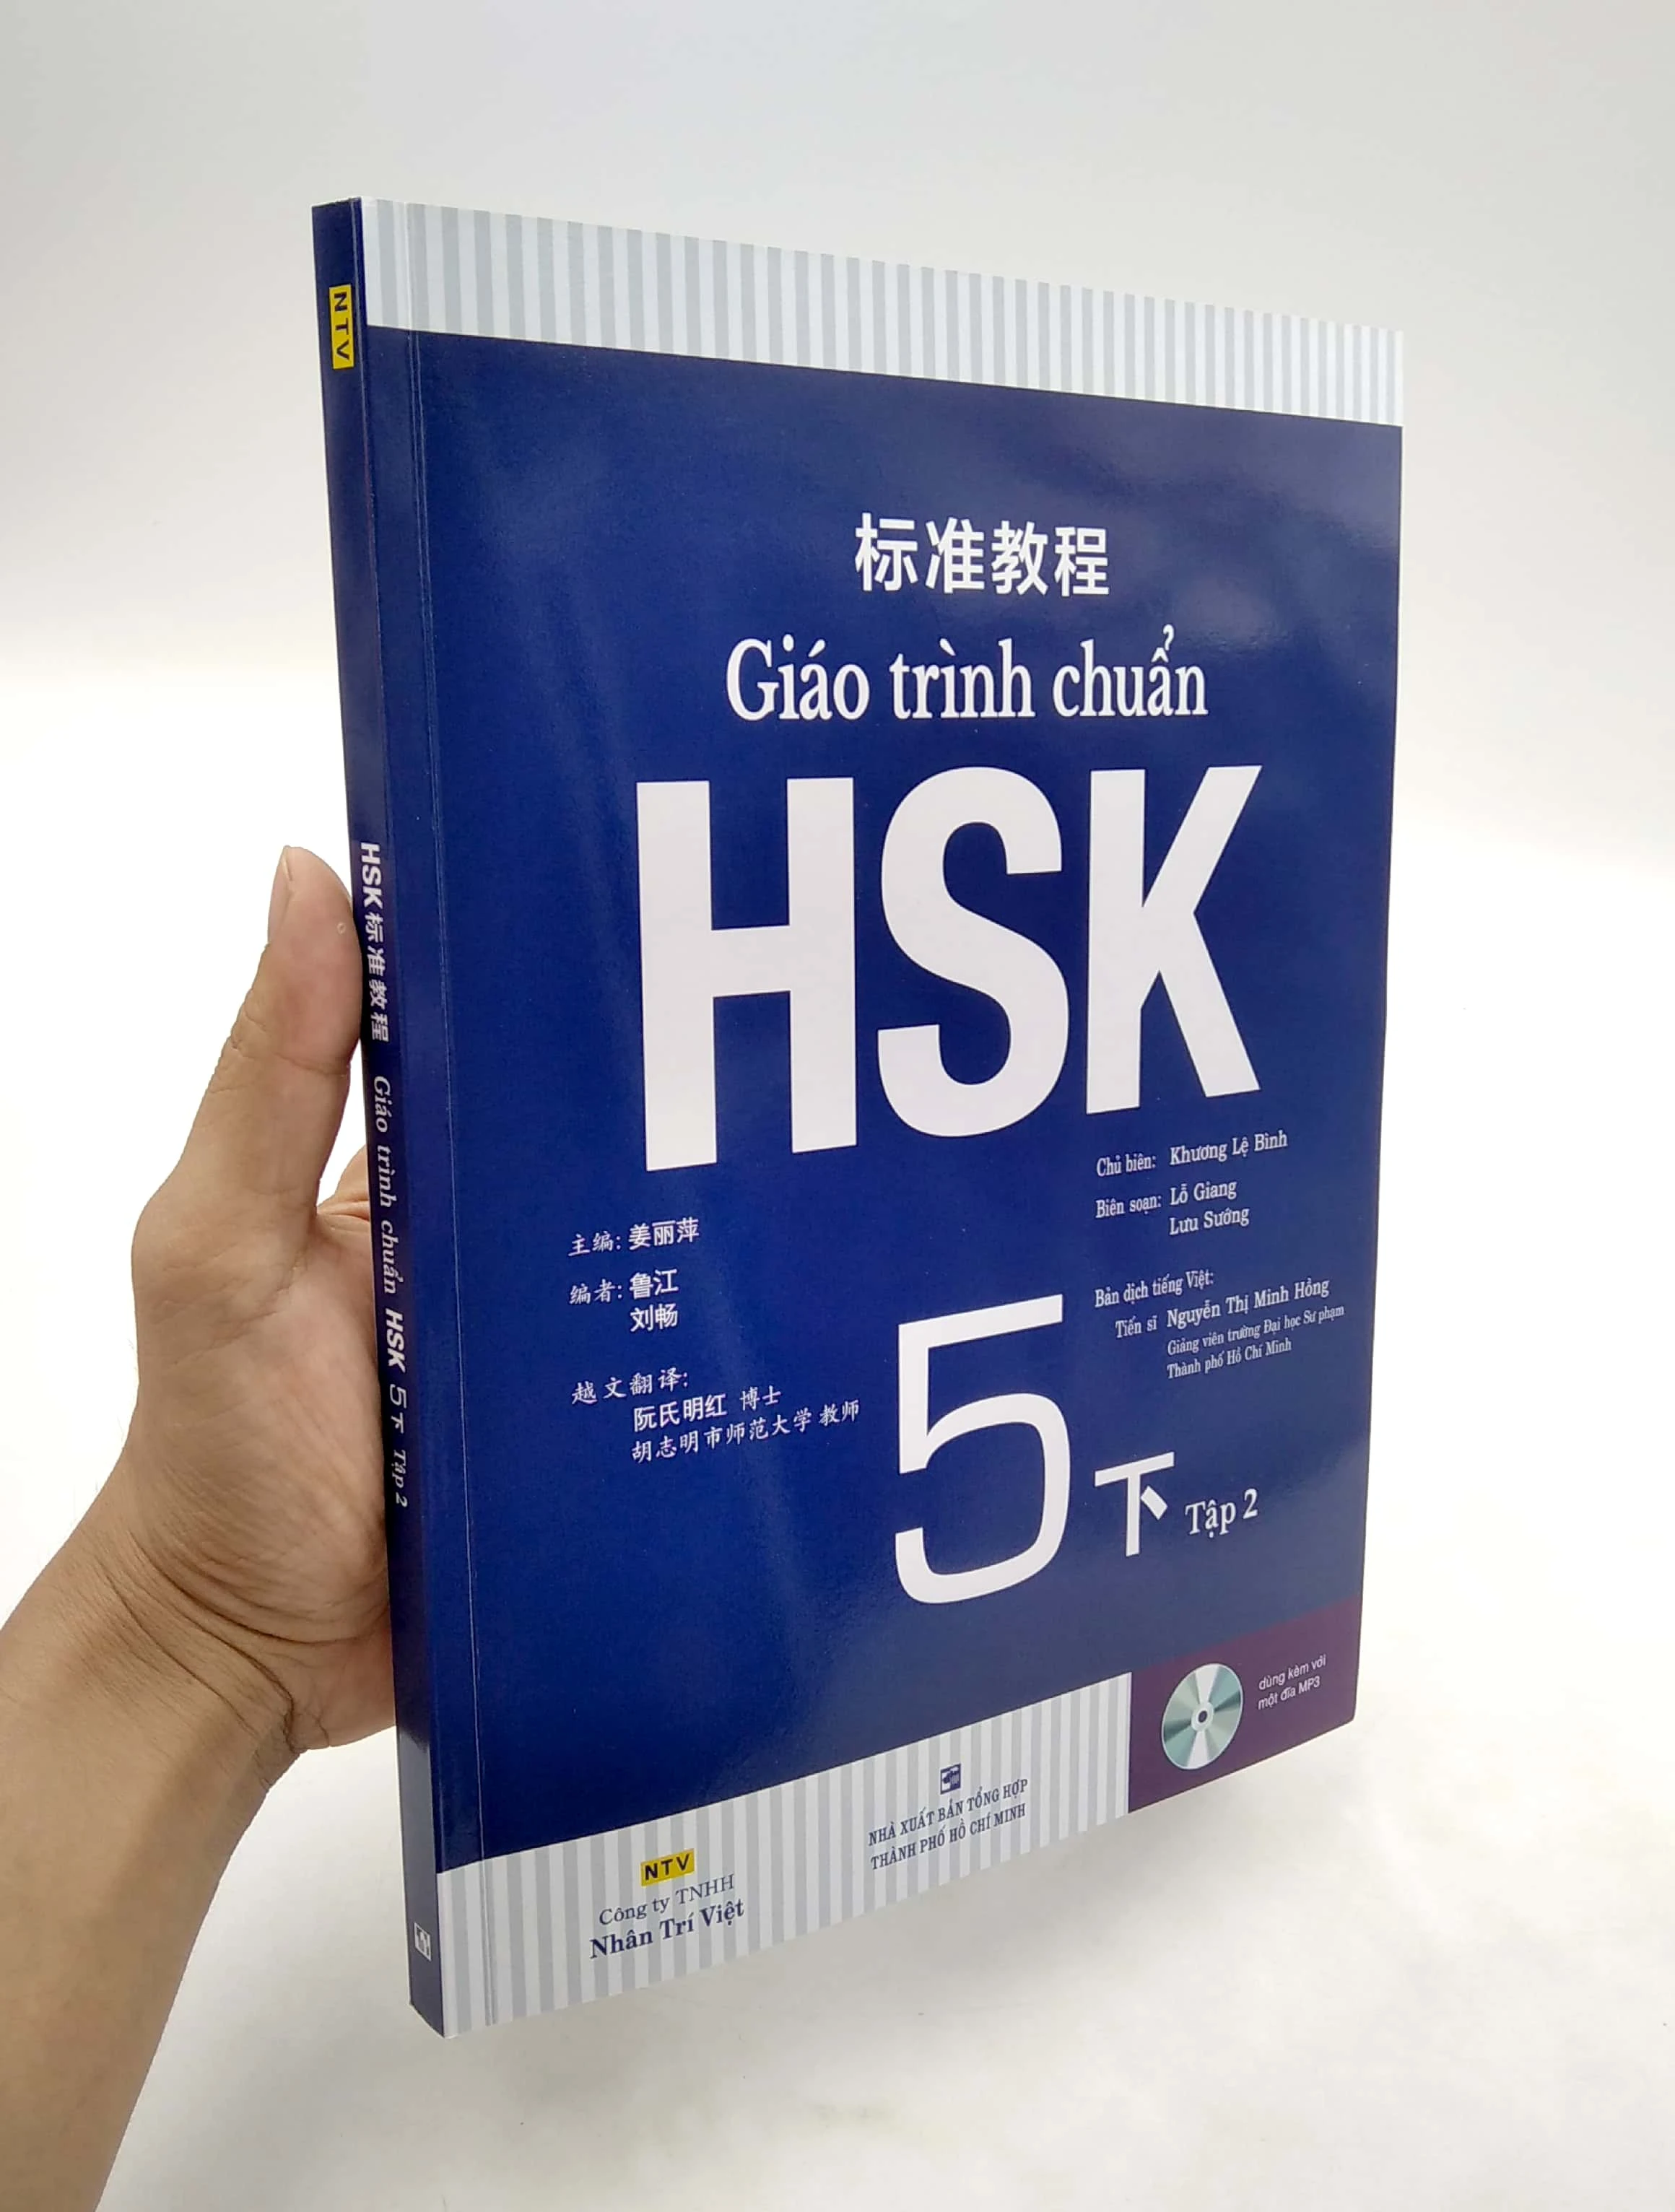 NTV
HSK标准教程 Giáo trình chuẩn HSK 5下 Tập 2
标准教程
Giáo trình chuẩn
HSK
主编: 姜丽萍
编者: 鲁江
刘畅
越文翻译:
阮氏明红 博士
胡志明市师范大学 教师
Chủ biên: Khương Lệ Bình
Biên soạn: Lỗ Giang
Lưu Sướng
Bản dịch tiếng Việt:
Tiến sĩ Nguyễn Thị Minh Hồng
Giảng viên trường Đại học Sư phạm
Thành phố Hồ Chí Minh
5下 Tập 2
dùng kèm với
một đĩa MP3
NTV
Công ty TNHH
Nhân Trí Việt
NHÀ XUẤT BẢN TỔNG HỢP
THÀNH PHỐ HỒ CHÍ MINH